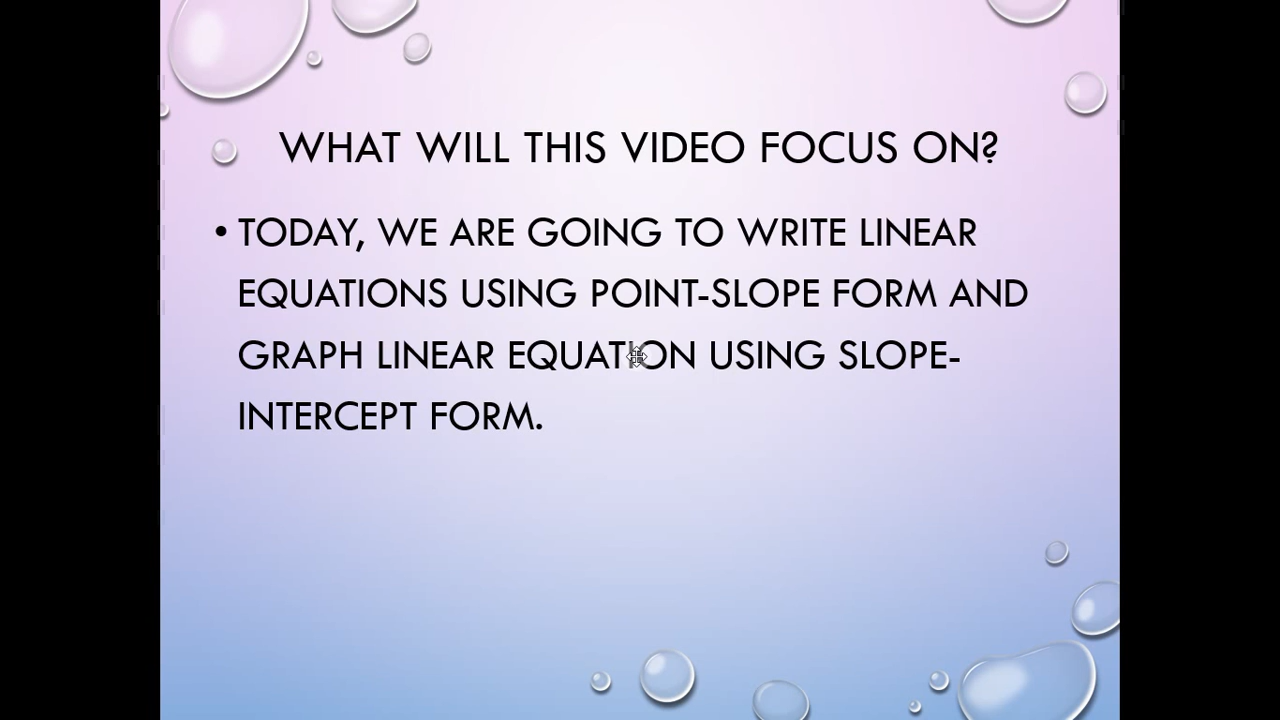 WHAT WILL THIS VIDEO FOCUS ON?
• TODAY, WE ARE GOING TO WRITE LINEAR
EQUATIONS USING POINT-SLOPE FORM AND
GRAPH LINEAR EQUATION USING SLOPE-
INTERCEPT FORM.